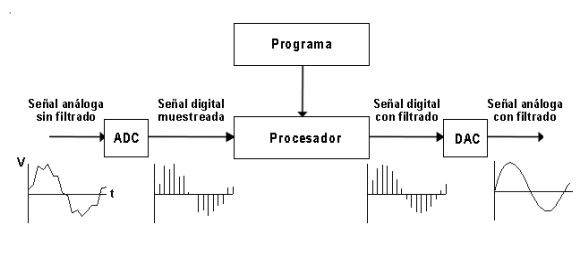 Programa
Señal análoga
sin filtrado
Señal digital
muestreada
Señal digital
con filtrado
Señal análoga
con filtrado
ADC
Procesador
DAC
V
t